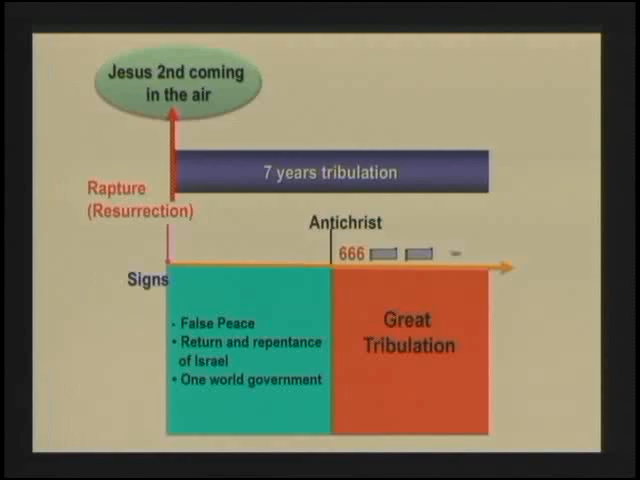 Jesus 2nd coming
in the air
7 years tribulation
Rapture
(Resurrection)
Antichrist
666
Signs
- False Peace
• Return and repentance
of Israel
• One world government
Great
Tribulation